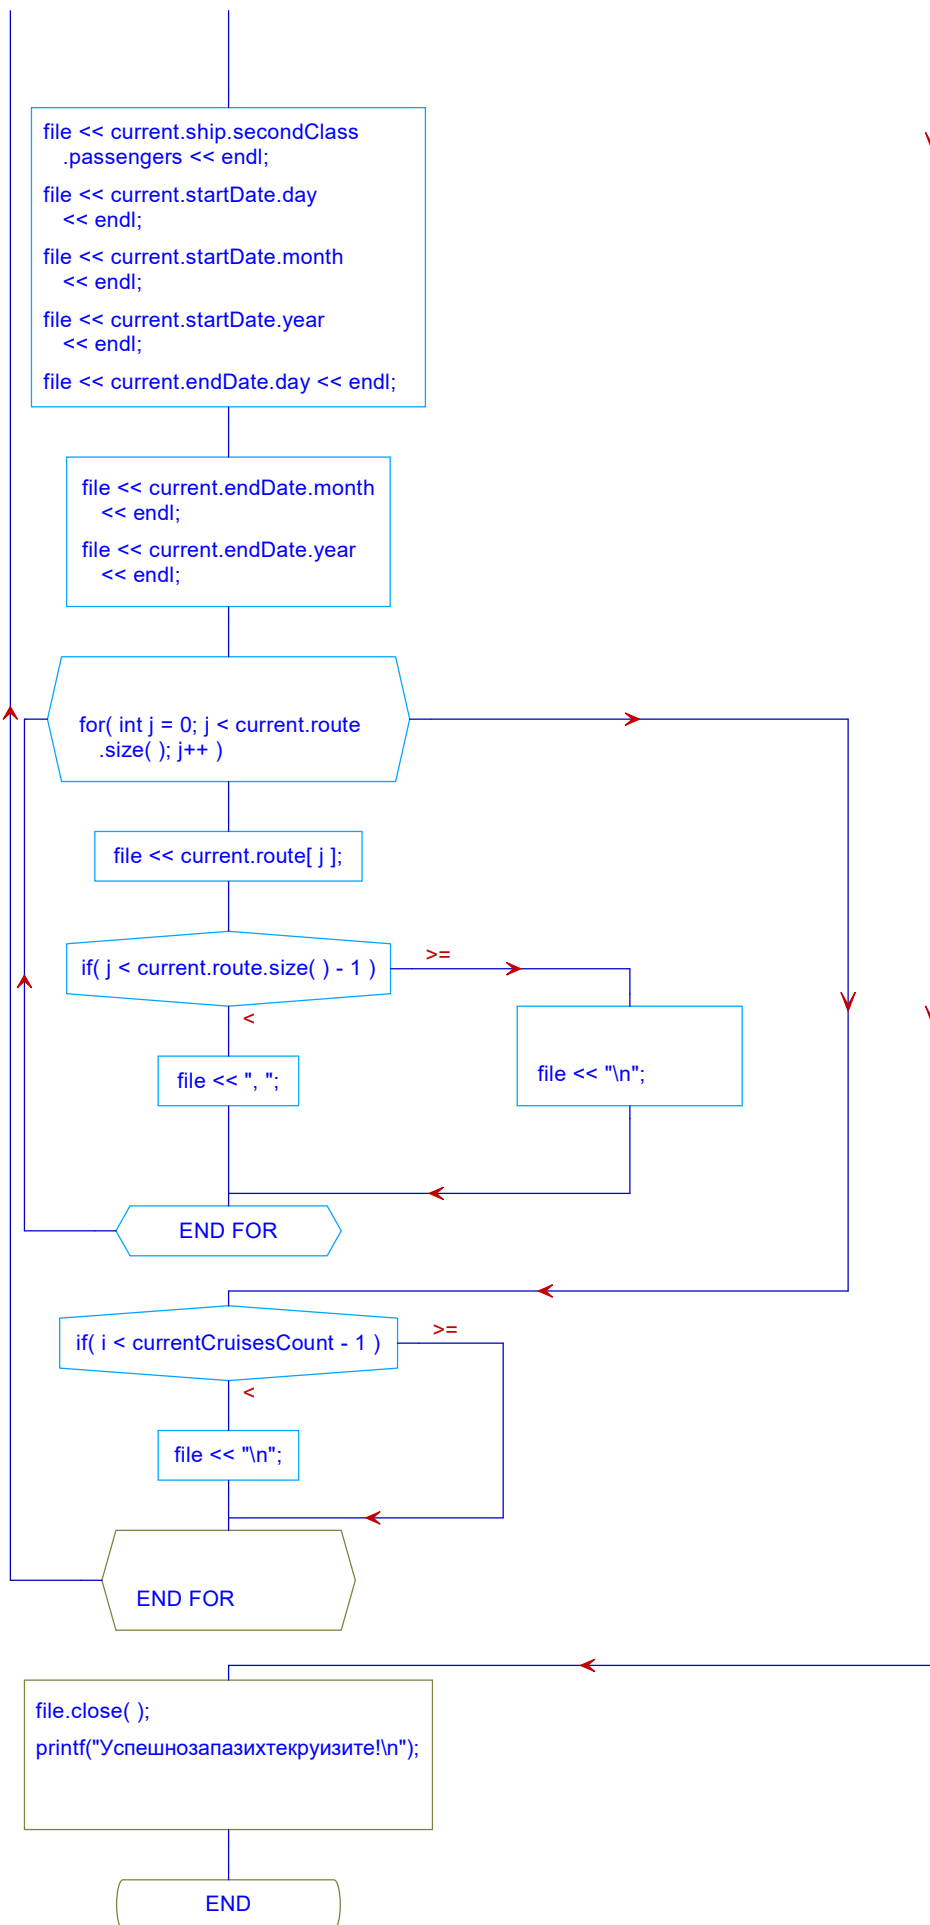 file << current.ship.secondClass
.passengers << endl;
file << current.startDate.day
<< endl;
file << current.startDate.month
<< endl;
file << current.startDate.year
<< endl;
file << current.endDate.day << endl;
file << current.endDate.month
<< endl;
file << current.endDate.year
<< endl;
for( int j = 0; j < current.route
.size( ); j++ )
file << current.route[ j ];
if( j < current.route.size( ) - 1 )
>=
<
file << ", ";
file << "\n";
END FOR
if( i < currentCruisesCount - 1 )
>=
<
file << "\n";
END FOR
file.close( );
printf("Успешнозапазихтекруизите!\n");
END